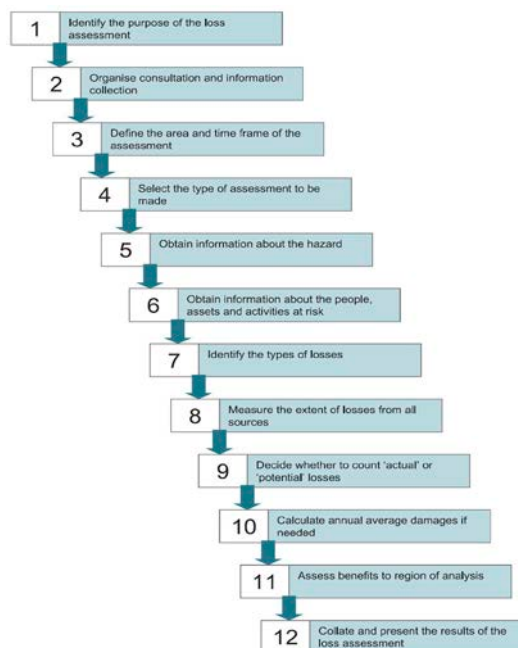 1
Identify the purpose of the loss
assessment
2
Organise consultation and information
collection
3
Define the area and time frame of the
assessment
4
Select the type of assessment to be
made
5
Obtain information about the hazard
6
Obtain information about the people,
assets and activities at risk
7
Identify the types of losses
8
Measure the extent of losses from all
sources
9
Decide whether to count ‘actual’ or
‘potential’ losses
10
Calculate annual average damages if
needed
11
Assess benefits to region of analysis
12
Collate and present the results of the
loss assessment